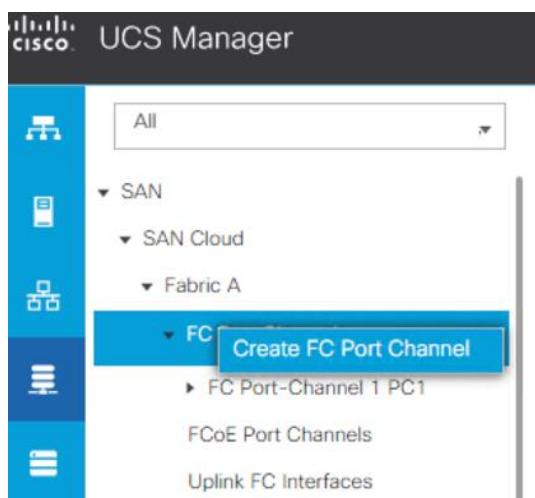 CISCO UCS Manager
All
SAN
SAN Cloud
Fabric A
FC
Create FC Port Channel
FC Port-Channel 1 PC1
FCoE Port Channels
Uplink FC Interfaces